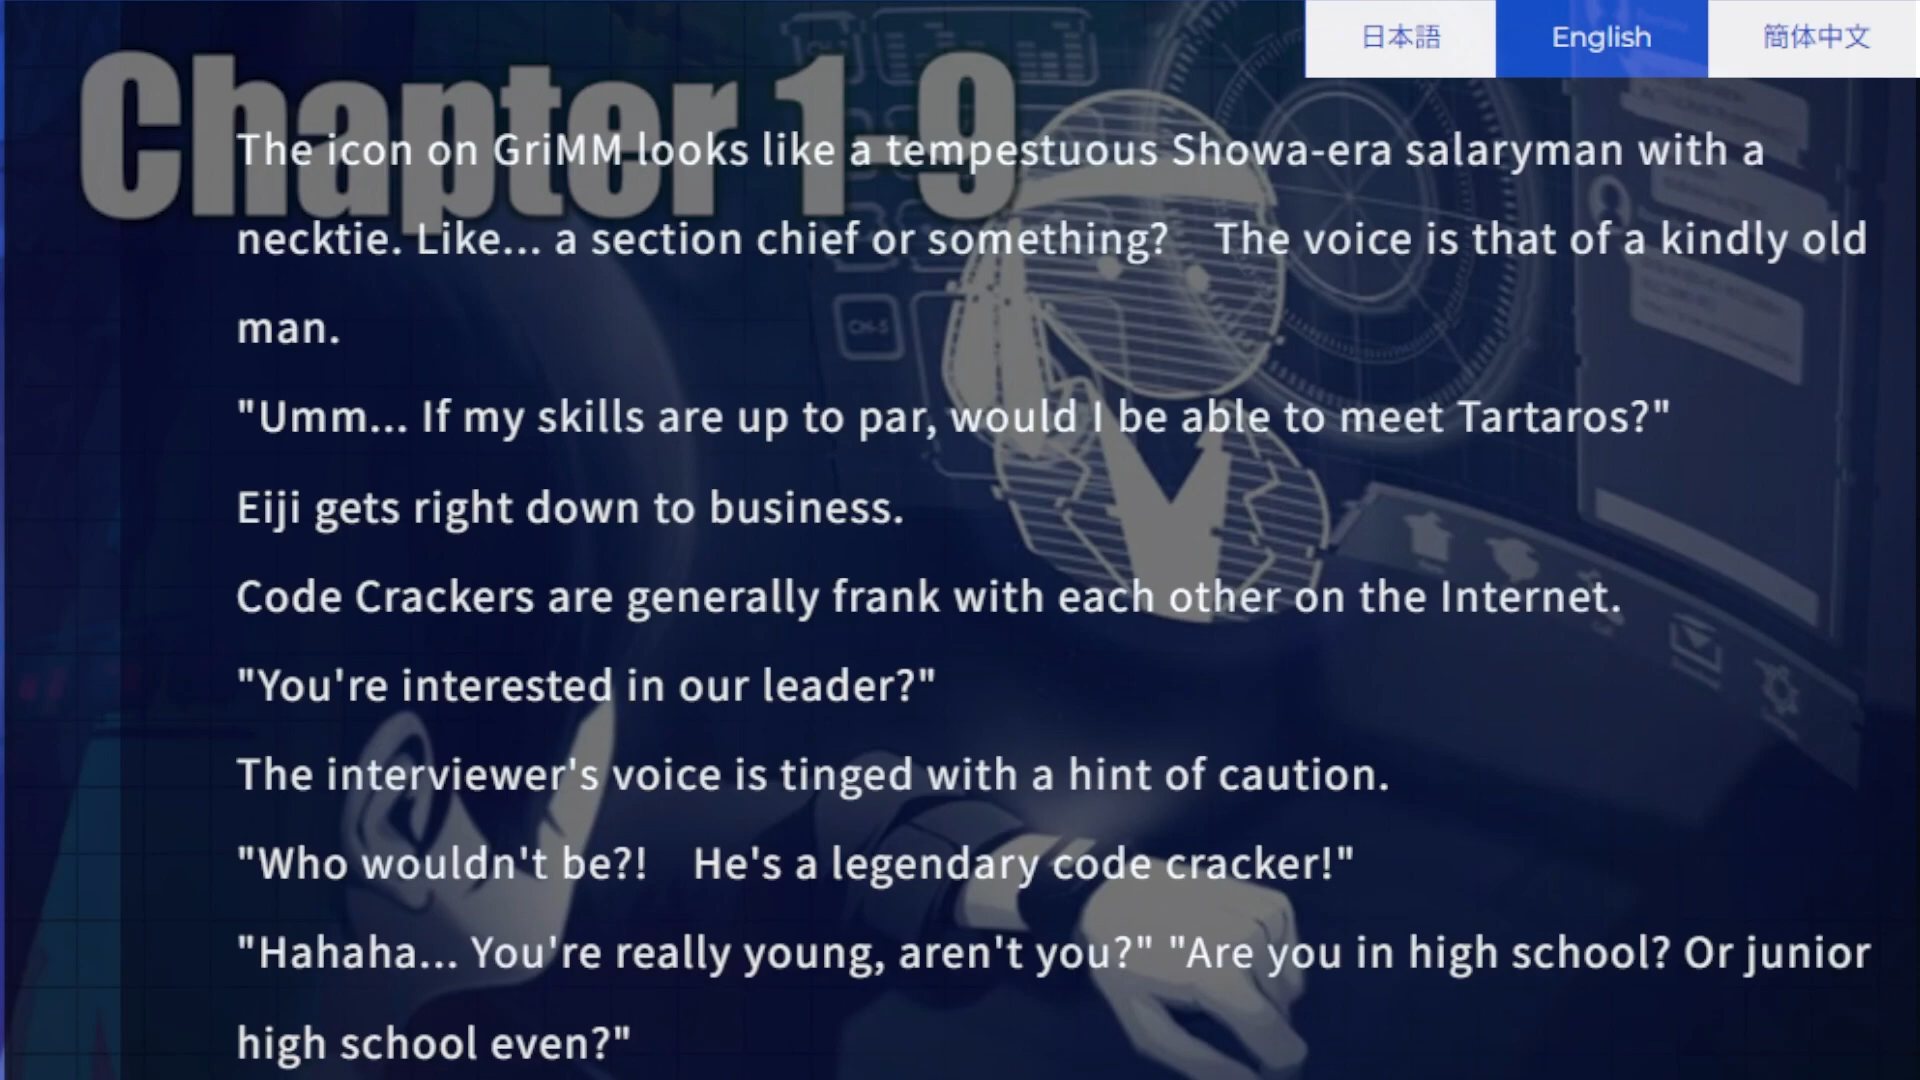 日本語
English
簡体中文
Chapter 1-9
The icon on GriMM looks like a tempestuous Showa-era salaryman with a
necktie. Like... a section chief or something? The voice is that of a kindly old
man.
"Umm... If my skills are up to par, would I be able to meet Tartaros?"
Eiji gets right down to business.
CH-5
Code Crackers are generally frank with each other on the Internet.
"You're interested in our leader?"
The interviewer's voice is tinged with a hint of caution.
"Who wouldn't be?! He's a legendary code cracker!"
"Hahaha... You're really young, aren't you?" "Are you in high school? Or junior
high school even?"